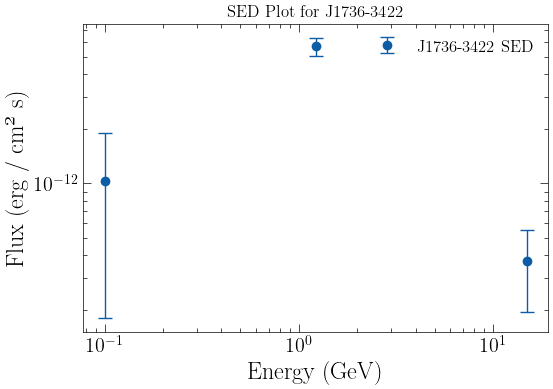 SED Plot for J1736-3422
J1736-3422 SED
Flux (erg / cm² s)
10⁻¹²
10⁻¹ 10⁰ 10¹
Energy (GeV)